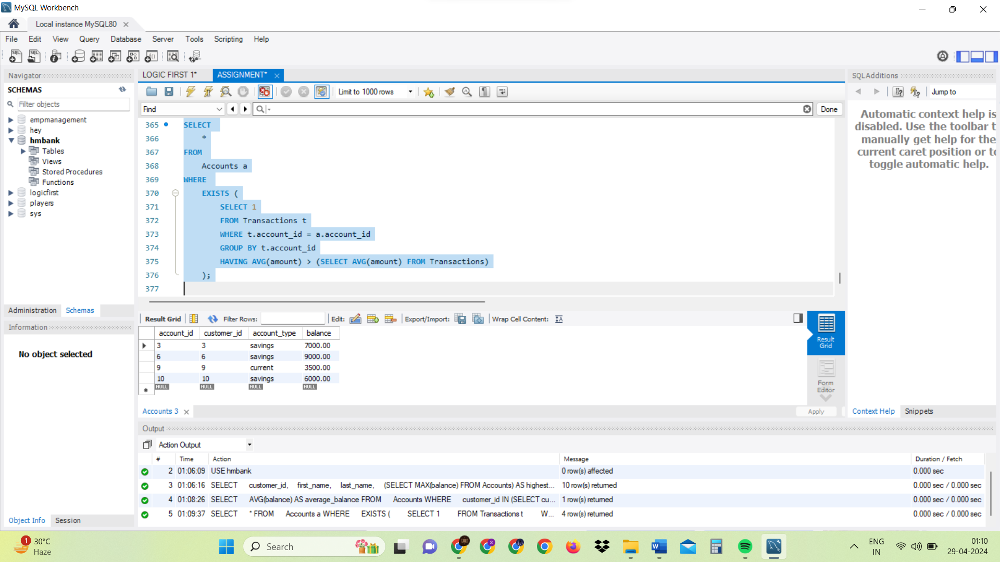 MySQL Workbench
Local instance MySQL80
File Edit View Query Database Server Tools Scripting Help
Navigator
SCHEMAS
Filter objects
empmanagement
hey
hmbank
Tables
Views
Stored Procedures
Functions
logicfirst
players
sys
Administration Schemas
Information
No object selected
Object Info Session
LOGIC FIRST 1* ASSIGNMENT*
Limit to 1000 rows
Find Done
365 SELECT
366 *
367 FROM
368 Accounts a
369 WHERE
370 EXISTS (
371 SELECT 1
372 FROM Transactions t
373 WHERE t.account_id = a.account_id
374 GROUP BY t.account_id
375 HAVING AVG(amount) > (SELECT AVG(amount) FROM Transactions)
376 );
377
Result Grid Filter Rows: Edit: Export/Import: Wrap Cell Content:
account_id customer_id account_type balance
3 3 savings 7000.00
6 6 savings 9000.00
9 9 current 3500.00
10 10 savings 6000.00
NULL NULL NULL NULL
Result
Grid
Form
Editor
Accounts 3 Apply
SQLAdditions
Jump to
Automatic context help is
disabled. Use the toolbar t
manually get help for the
current caret position or to
toggle automatic help.
Context Help Snippets
Output
Action Output
# Time Action Message Duration / Fetch
2 01:06:09 USE hmbank 0 row(s) affected 0.000 sec
3 01:06:16 SELECT customer_id, first_name, last_name, (SELECT MAX(balance) FROM Accounts) AS highest... 10 row(s) returned 0.000 sec / 0.000 sec
4 01:08:26 SELECT AVG(balance) AS average_balance FROM Accounts WHERE customer_id IN (SELECT cu... 1 row(s) returned 0.000 sec / 0.000 sec
5 01:09:37 SELECT * FROM Accounts a WHERE EXISTS ( SELECT 1 FROM Transactions t W... 4 row(s) returned 0.000 sec / 0.000 sec
1 30°C
Haze
Search
ENG
IN
01:10
29-04-2024